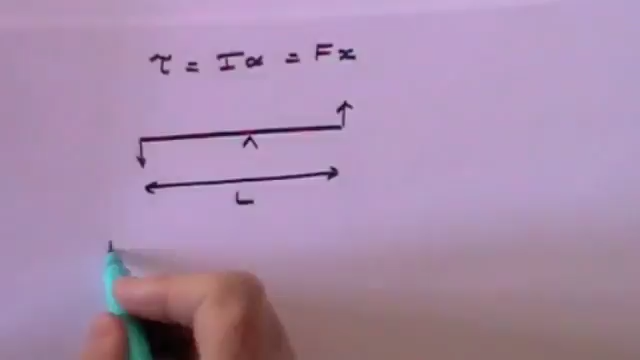 τ = Iα = Fx
L